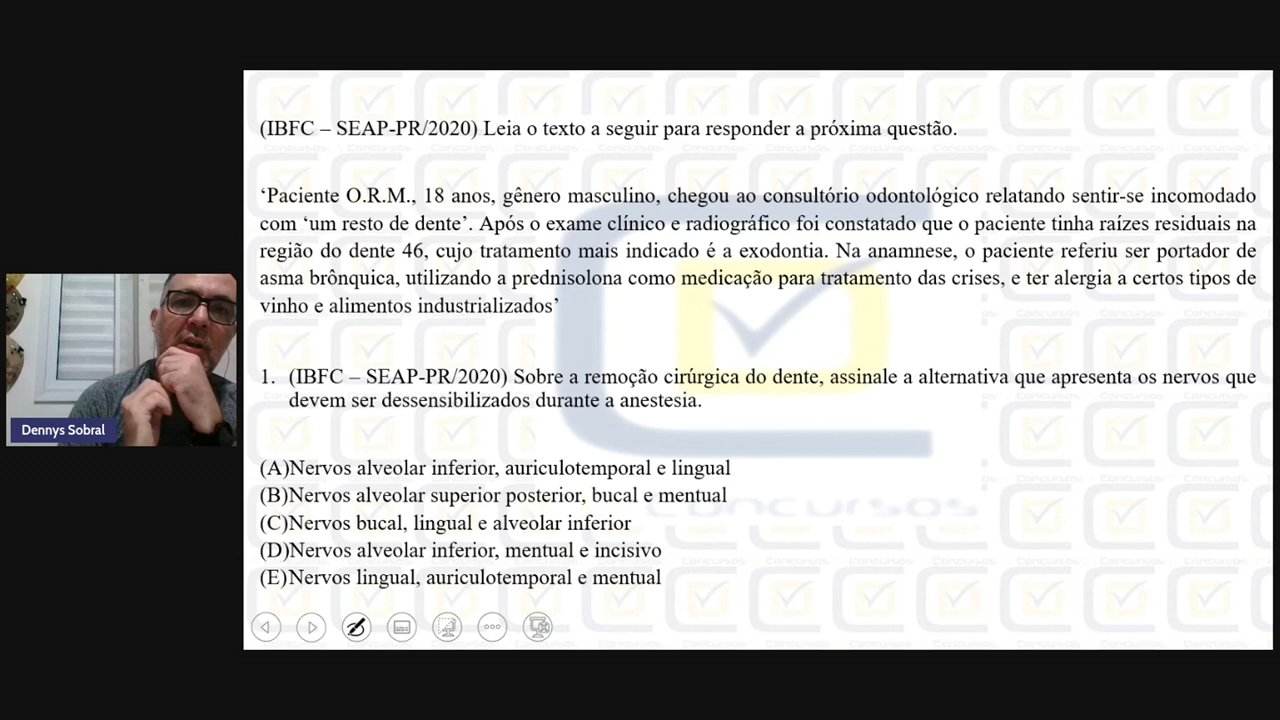 (IBFC – SEAP-PR/2020) Leia o texto a seguir para responder a próxima questão.
‘Paciente O.R.M., 18 anos, gênero masculino, chegou ao consultório odontológico relatando sentir-se incomodado
com ‘um resto de dente’. Após o exame clínico e radiográfico foi constatado que o paciente tinha raízes residuais na
região do dente 46, cujo tratamento mais indicado é a exodontia. Na anamnese, o paciente referiu ser portador de
asma brônquica, utilizando a prednisolona como medicação para tratamento das crises, e ter alergia a certos tipos de
vinho e alimentos industrializados’
1. (IBFC – SEAP-PR/2020) Sobre a remoção cirúrgica do dente, assinale a alternativa que apresenta os nervos que
devem ser dessensibilizados durante a anestesia.
Dennys Sobral
(A)Nervos alveolar inferior, auriculotemporal e lingual
(B)Nervos alveolar superior posterior, bucal e mentual
concursos
(C)Nervos bucal, lingual e alveolar inferior
(D)Nervos alveolar inferior, mentual e incisivo
(E)Nervos lingual, auriculotemporal e mentual